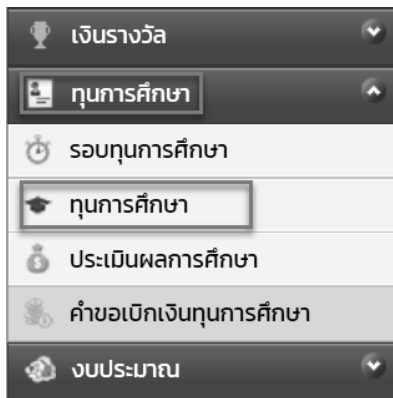 เงินรางวัล
ทุนการศึกษา
รอบทุนการศึกษา
ทุนการศึกษา
ประเมินผลการศึกษา
คำขอเบิกเงินทุนการศึกษา
งบประมาณ